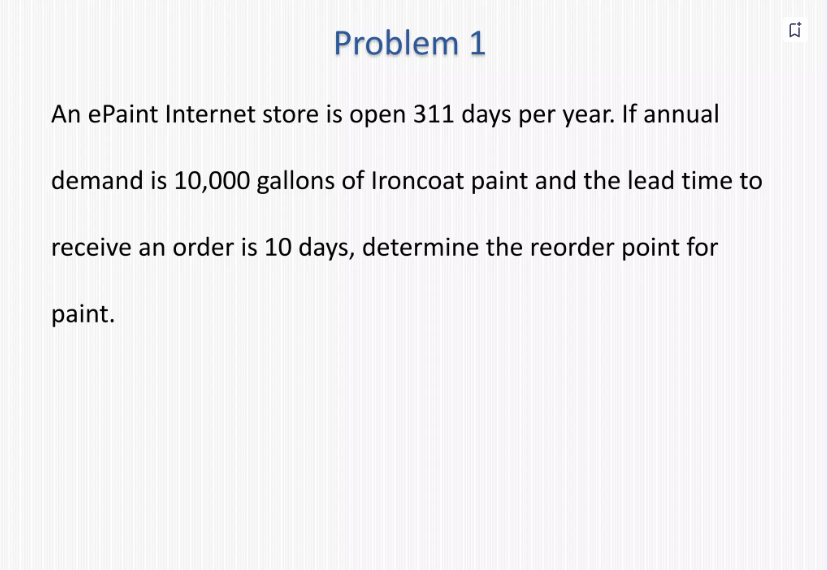 Problem 1
An ePaint Internet store is open 311 days per year. If annual
demand is 10,000 gallons of Ironcoat paint and the lead time to
receive an order is 10 days, determine the reorder point for
paint.